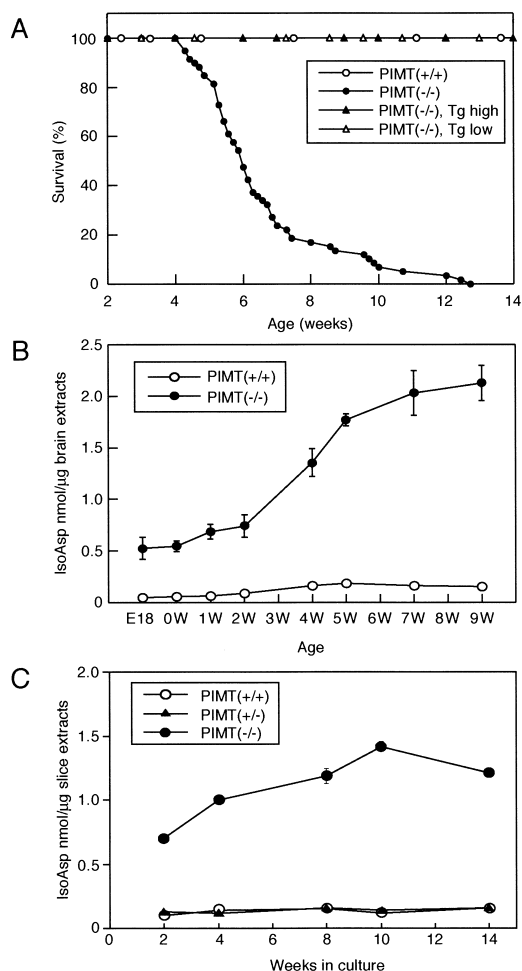 A
100
80
60
40
20
0
Survival (%)
PIMT(+/+)
PIMT(-/-)
PIMT(-/-), Tg high
PIMT(-/-), Tg low
2 4 6 8 10 12 14
Age (weeks)
B
2.5
2.0
1.5
1.0
0.5
0
IsoAsp nmol/µg brain extracts
PIMT(+/+)
PIMT(-/-)
E18 0W 1W 2W 3W 4W 5W 6W 7W 8W 9W
Age
C
2.0
1.5
1.0
0.5
0
IsoAsp nmol/µg slice extracts
PIMT(+/+)
PIMT(+/-)
PIMT(-/-)
0 2 4 6 8 10 12 14
Weeks in culture